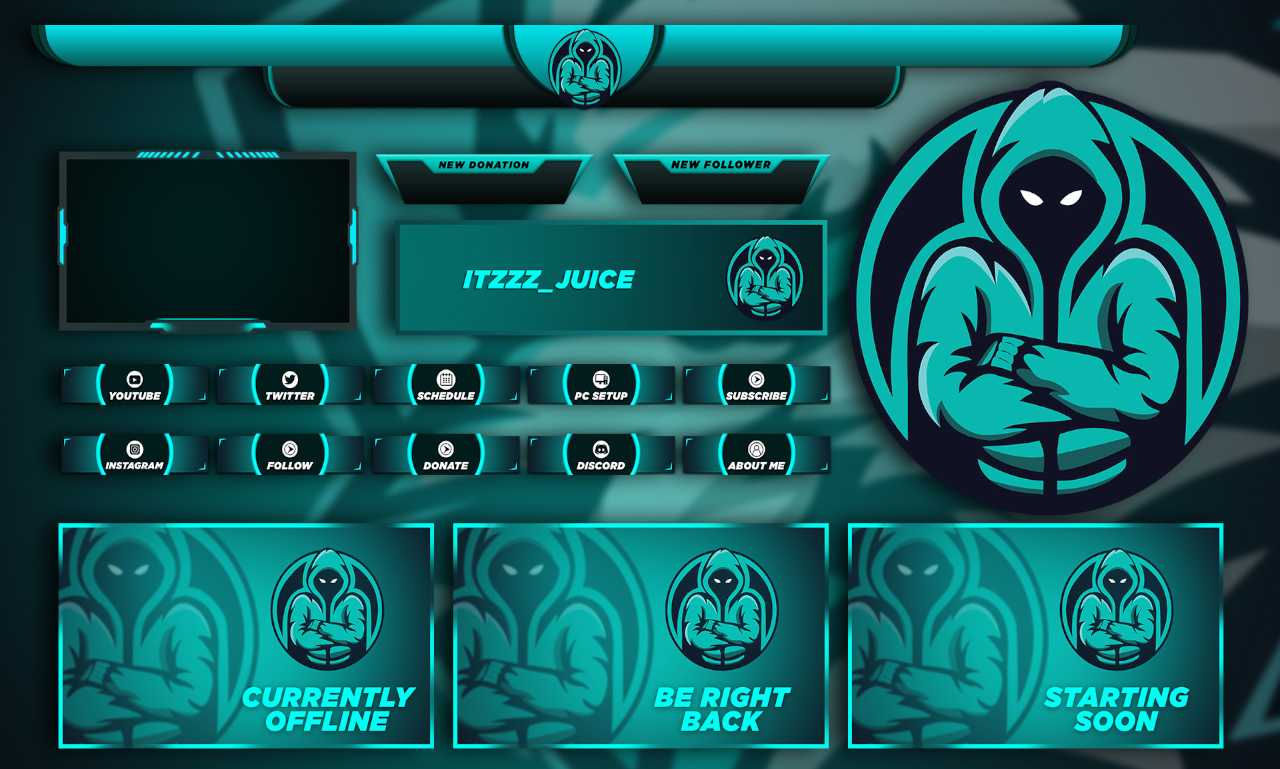 NEW DONATION
NEW FOLLOWER
ITZZZ_JUICE
YOUTUBE
TWITTER
SCHEDULE
PC SETUP
SUBSCRIBE
INSTAGRAM
FOLLOW
DONATE
DISCORD
ABOUT ME
CURRENTLY
OFFLINE
BE RIGHT
BACK
STARTING
SOON